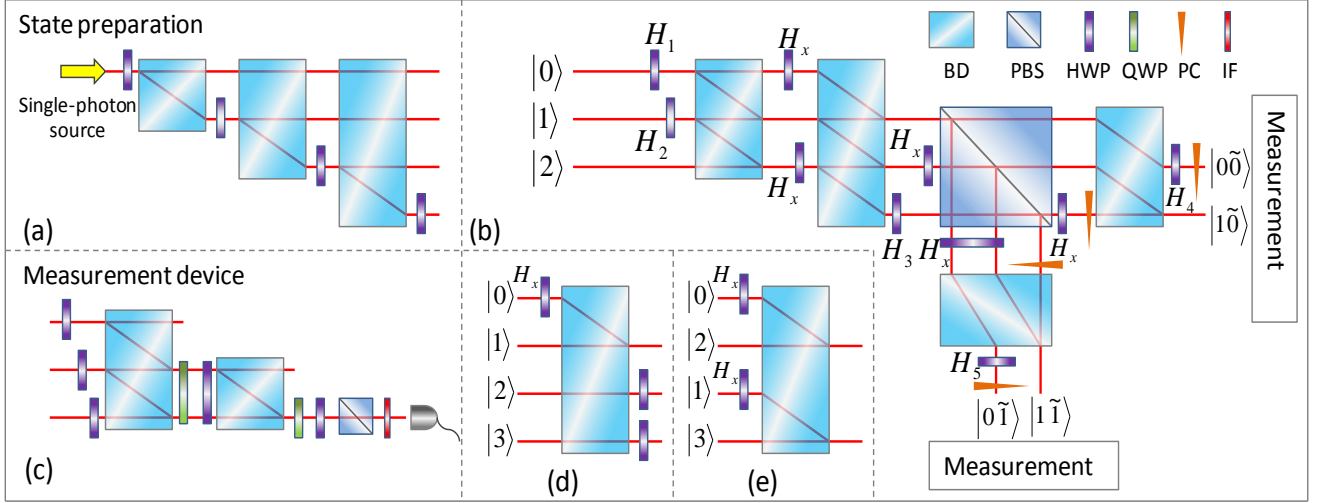 State preparation
Single-photon
source
(a)
|0⟩
|1⟩
|2⟩
H₁
H₂
Hₓ
Hₓ
H₃
Hₓ
Hₓ
Hₓ
H₄
H₅
(b)
BD
PBS
HWP
QWP
PC
IF
|00̃⟩
|10̃⟩
Measurement
|01̃⟩
|11̃⟩
Measurement
Measurement device
(c)
Hₓ
|0⟩
|1⟩
|2⟩
|3⟩
(d)
Hₓ
|0⟩
|2⟩
Hₓ
|1⟩
|3⟩
(e)